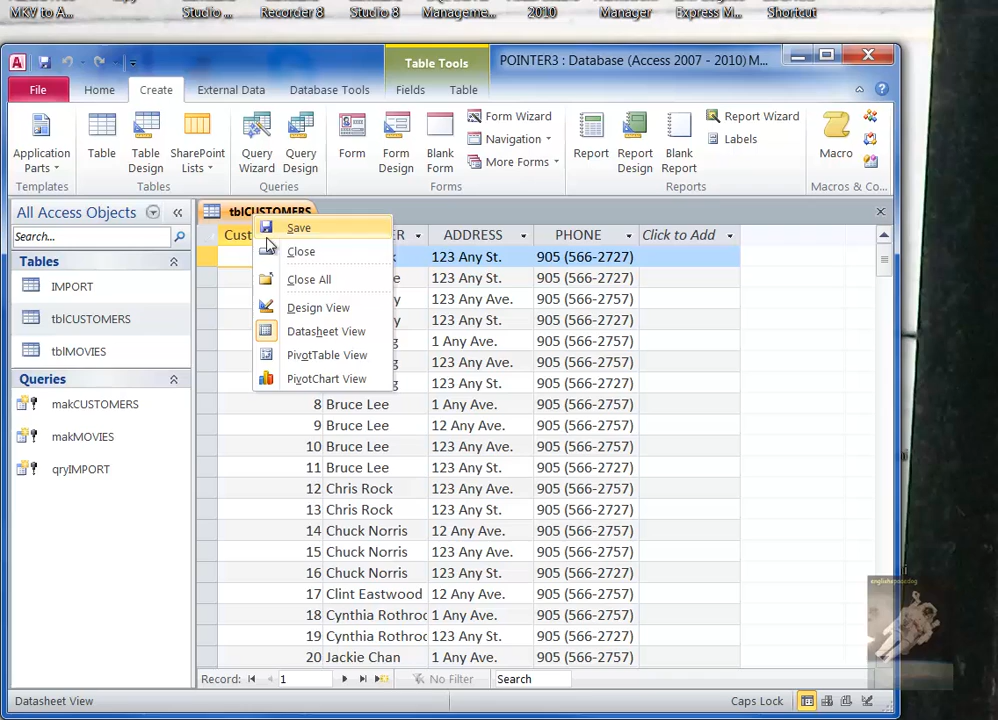 MKV to A...
Studio ...
Recorder 8
Studio 8
Manageme...
2010
Manager
Express M...
Shortcut
Table Tools
POINTER3 : Database (Access 2007 - 2010) M...
File
Home
Create
External Data
Database Tools
Fields
Table
Application Parts
Table
Table Design
SharePoint Lists
Query Wizard
Query Design
Form
Form Design
Blank Form
Form Wizard
Navigation
More Forms
Report
Report Design
Blank Report
Report Wizard
Labels
Macro
Templates
Tables
Queries
Forms
Reports
Macros & Co...
All Access Objects
Search...
Tables
IMPORT
tblCUSTOMERS
tblMOVIES
Queries
makCUSTOMERS
makMOVIES
qryIMPORT
tblCUSTOMERS
Save
Close
Close All
Design View
Datasheet View
PivotTable View
PivotChart View
Cust
ER
ADDRESS
PHONE
Click to Add
k 123 Any St. 905 (566-2727)
e 123 Any St. 905 (566-2727)
y 123 Any Ave. 905 (566-2727)
y 123 Any St. 905 (566-2727)
g 1 Any Ave. 905 (566-2757)
g 123 Any Ave. 905 (566-2757)
g 123 Any St. 905 (566-2757)
8 Bruce Lee 1 Any Ave. 905 (566-2757)
9 Bruce Lee 12 Any Ave. 905 (566-2757)
10 Bruce Lee 123 Any Ave. 905 (566-2757)
11 Bruce Lee 123 Any St. 905 (566-2727)
12 Chris Rock 123 Any Ave. 905 (566-2757)
13 Chris Rock 123 Any St. 905 (566-2727)
14 Chuck Norris 12 Any Ave. 905 (566-2757)
15 Chuck Norris 123 Any Ave. 905 (566-2727)
16 Chuck Norris 123 Any St. 905 (566-2727)
17 Clint Eastwood 12 Any Ave. 905 (566-2757)
18 Cynthia Rothroc 1 Any Ave. 905 (566-2757)
19 Cynthia Rothroc 123 Any St. 905 (566-2727)
20 Jackie Chan 1 Any Ave. 905 (566-2757)
Record:
1
No Filter
Search
Datasheet View
Caps Lock